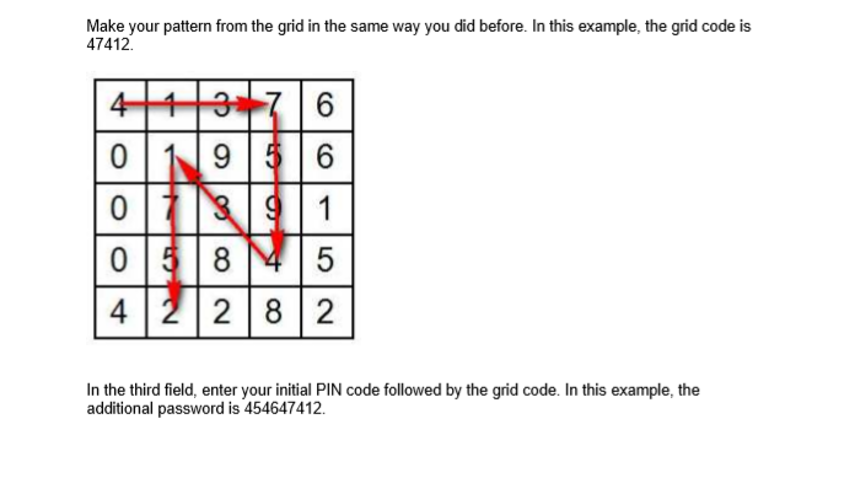 Make your pattern from the grid in the same way you did before. In this example, the grid code is
47412.
4 1 3 7 6
0 1 9 5 6
0 7 3 9 1
0 5 8 4 5
4 2 2 8 2
In the third field, enter your initial PIN code followed by the grid code. In this example, the
additional password is 454647412.